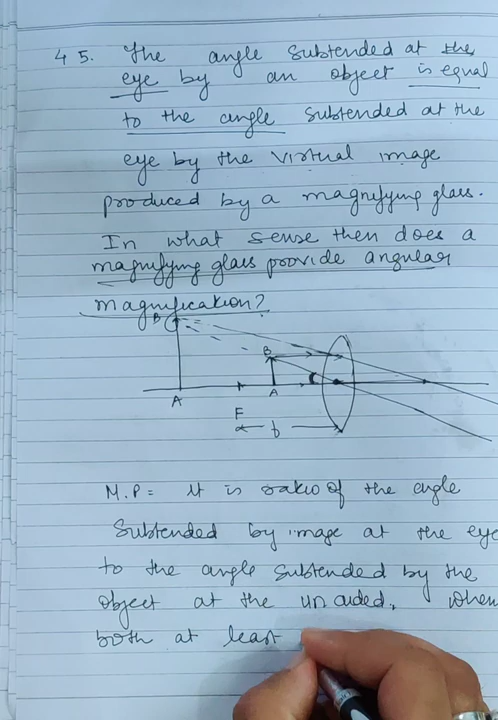 45. The angle subtended at the
eye by an object is equal
to the angle subtended at the
eye by the virtual image
produced by a magnifying glass.
In what sense then does a
magnifying glass provide angular
magnification?
B'
B
A' A
F
f
M.P = It is ratio of the angle
Subtended by image at the eye
to the angle subtended by the
object at the unaided, when
both at least